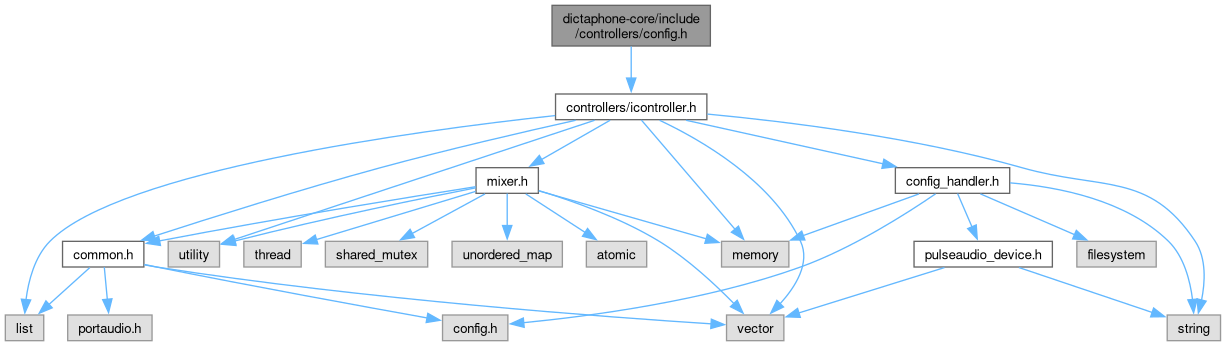 dictaphone-core/include
/controllers/config.h
controllers/icontroller.h
mixer.h
config_handler.h
common.h
utility
thread
shared_mutex
unordered_map
atomic
memory
pulseaudio_device.h
filesystem
list
portaudio.h
config.h
vector
string